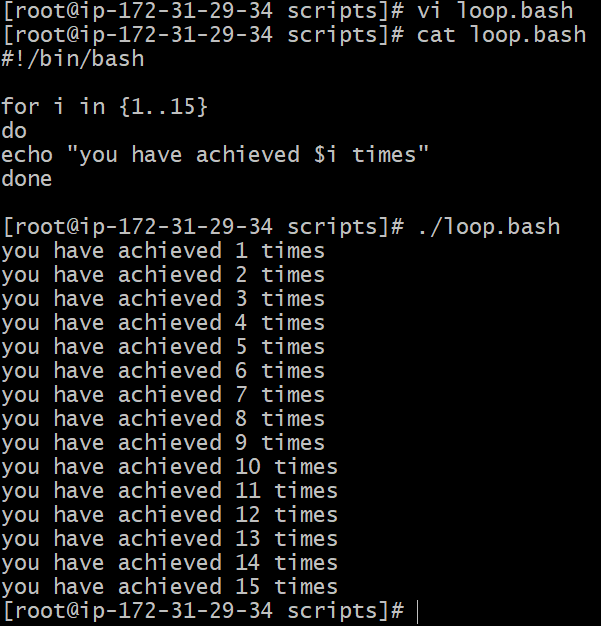 [root@ip-172-31-29-34 scripts]# vi loop.bash
[root@ip-172-31-29-34 scripts]# cat loop.bash
#!/bin/bash
for i in {1..15}
do
echo "you have achieved $i times"
done
[root@ip-172-31-29-34 scripts]# ./loop.bash
you have achieved 1 times
you have achieved 2 times
you have achieved 3 times
you have achieved 4 times
you have achieved 5 times
you have achieved 6 times
you have achieved 7 times
you have achieved 8 times
you have achieved 9 times
you have achieved 10 times
you have achieved 11 times
you have achieved 12 times
you have achieved 13 times
you have achieved 14 times
you have achieved 15 times
[root@ip-172-31-29-34 scripts]#